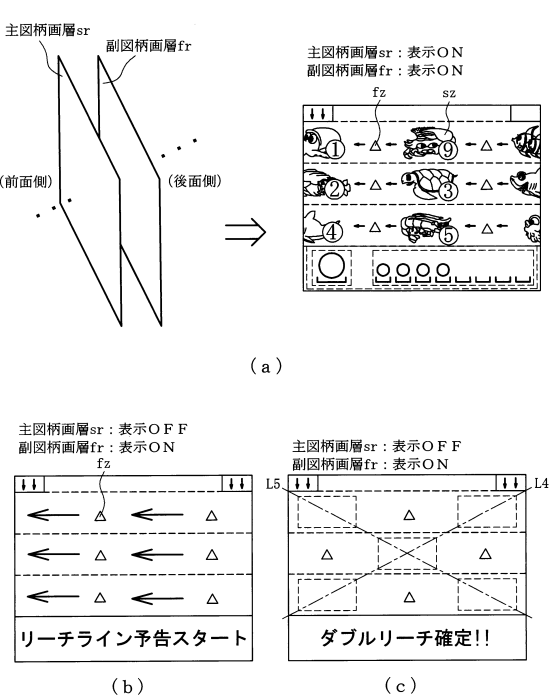 主図柄画層sr
副図柄画層fr
(前面側)
(後面側)
主図柄画層sr：表示ON
副図柄画層fr：表示ON
fz
sz
① ⑨
② ③
④ ⑤
(a)
主図柄画層sr：表示OFF
副図柄画層fr：表示ON
fz
リーチライン予告スタート
(b)
主図柄画層sr：表示OFF
副図柄画層fr：表示ON
L5
L4
ダブルリーチ確定!!
(c)